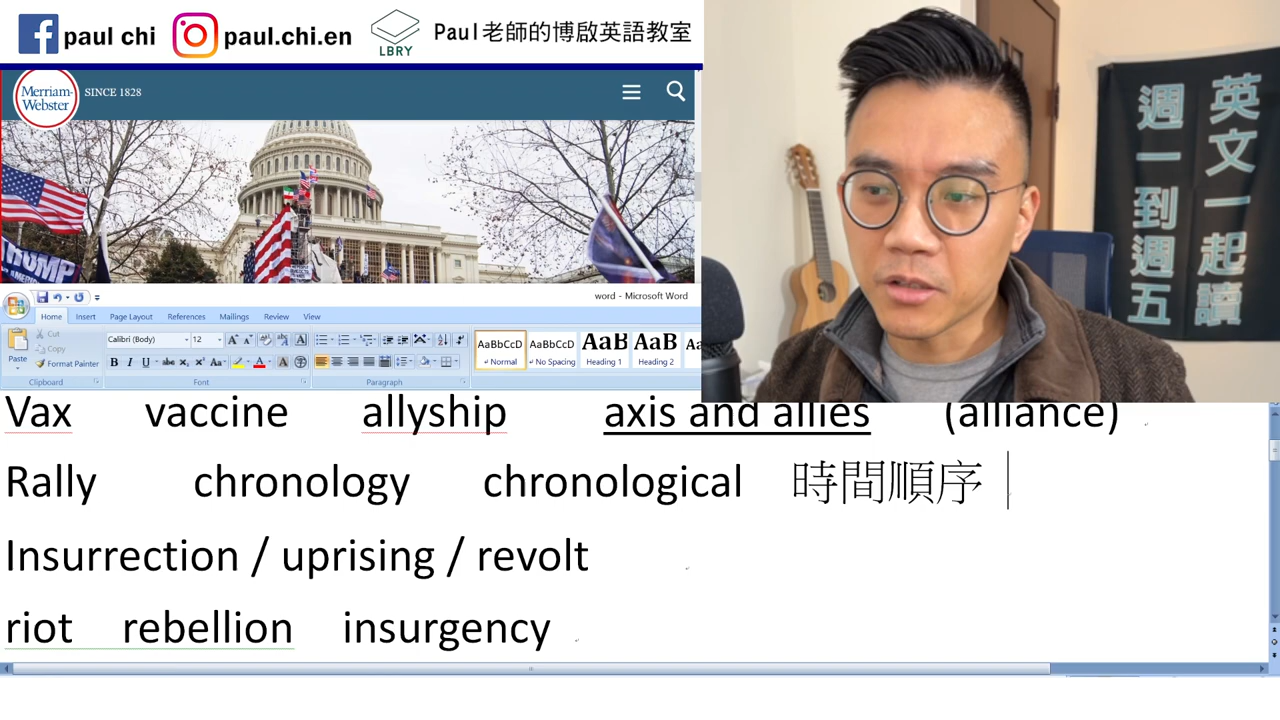 paul chi paul.chi.en LBRY Paul老師的博啟英語教室
Merriam-
Webster
SINCE 1828
TRUMP
word - Microsoft Word
Home Insert Page Layout References Mailings Review View
Cut
Copy
Format Painter
Paste
Calibri (Body) 12
AaBbCcD AaBbCcD AaBb AaBbC
Normal No Spacing Heading 1 Heading 2
Clipboard Font Paragraph
英文一起讀
週一到週五
Vax vaccine allyship axis and allies (alliance)
Rally chronology chronological 時間順序
Insurrection / uprising / revolt
riot rebellion insurgency